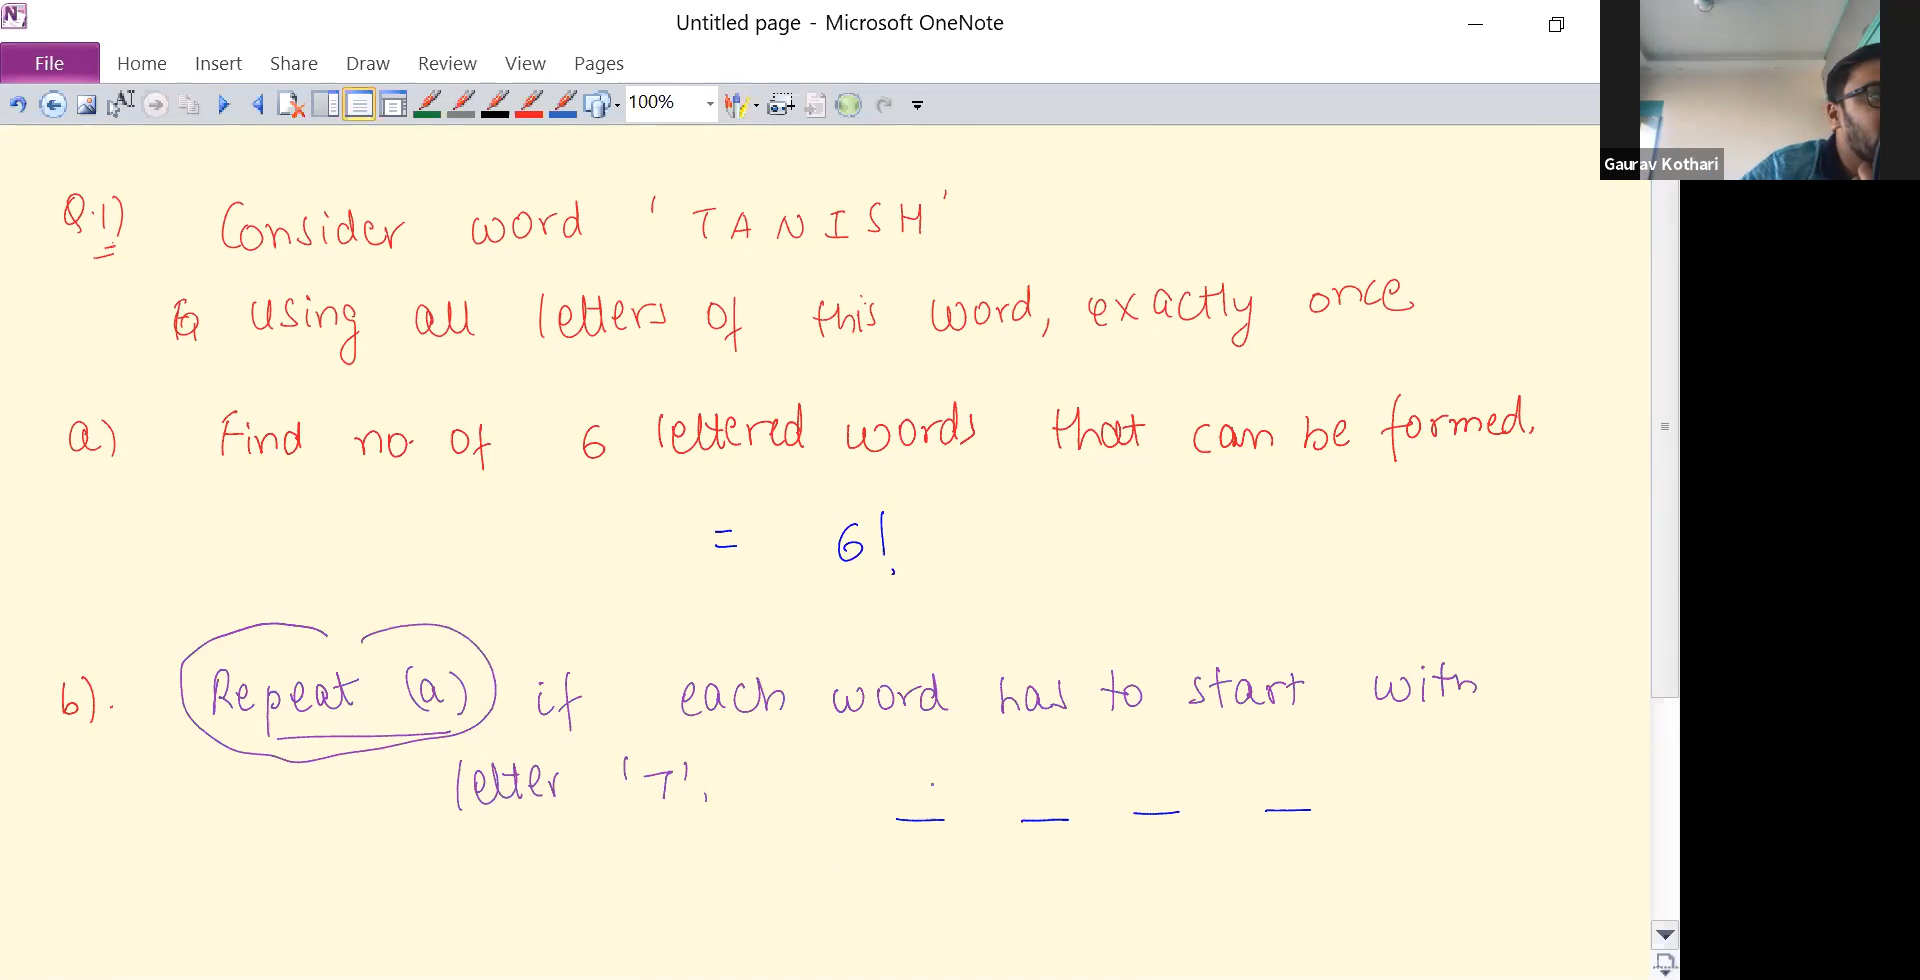 Untitled page - Microsoft OneNote
File Home Insert Share Draw Review View Pages
100%
Gaurav Kothari
Q.1) Consider word 'TANISH'
using all letters of this word, exactly once
a) Find no. of 6 lettered words that can be formed.
= 6!
b). Repeat (a) if each word has to start with
letter 'T'.